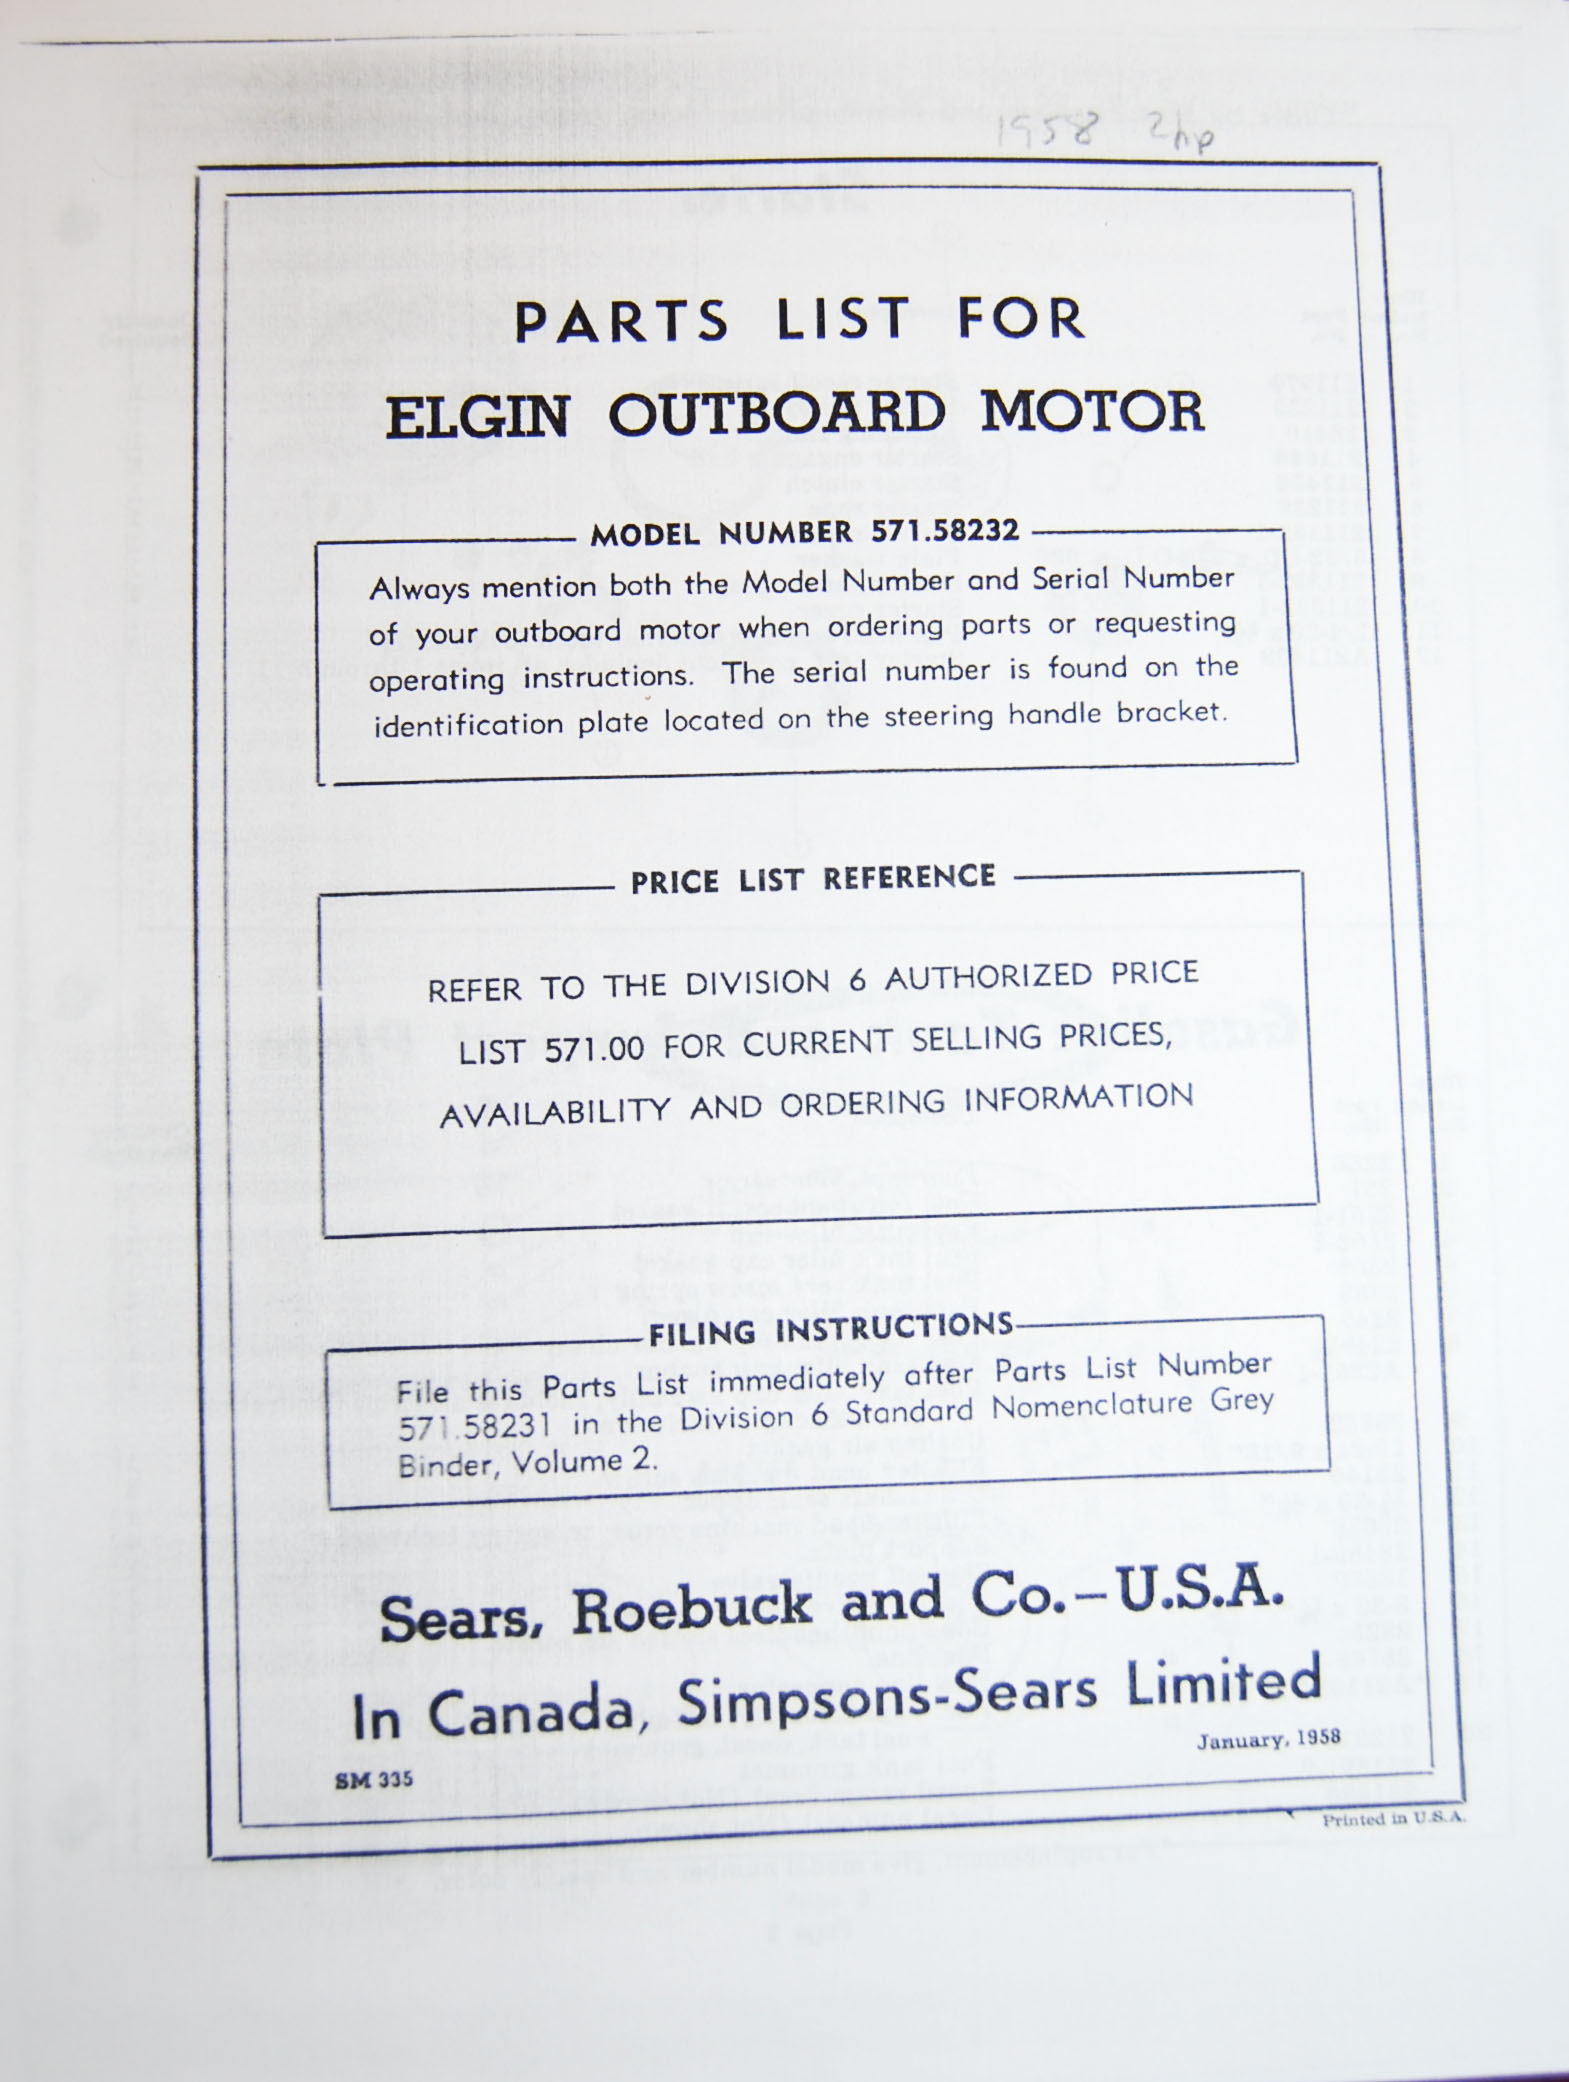 1958 2hp
PARTS LIST FOR
ELGIN OUTBOARD MOTOR
MODEL NUMBER 571.58232
Always mention both the Model Number and Serial Number
of your outboard motor when ordering parts or requesting
operating instructions. The serial number is found on the
identification plate located on the steering handle bracket.
PRICE LIST REFERENCE
REFER TO THE DIVISION 6 AUTHORIZED PRICE
LIST 571.00 FOR CURRENT SELLING PRICES,
AVAILABILITY AND ORDERING INFORMATION
FILING INSTRUCTIONS
File this Parts List immediately after Parts List Number
571.58231 in the Division 6 Standard Nomenclature Grey
Binder, Volume 2.
Sears, Roebuck and Co.–U.S.A.
In Canada, Simpsons-Sears Limited
January, 1958
SM 335
Printed in U.S.A.